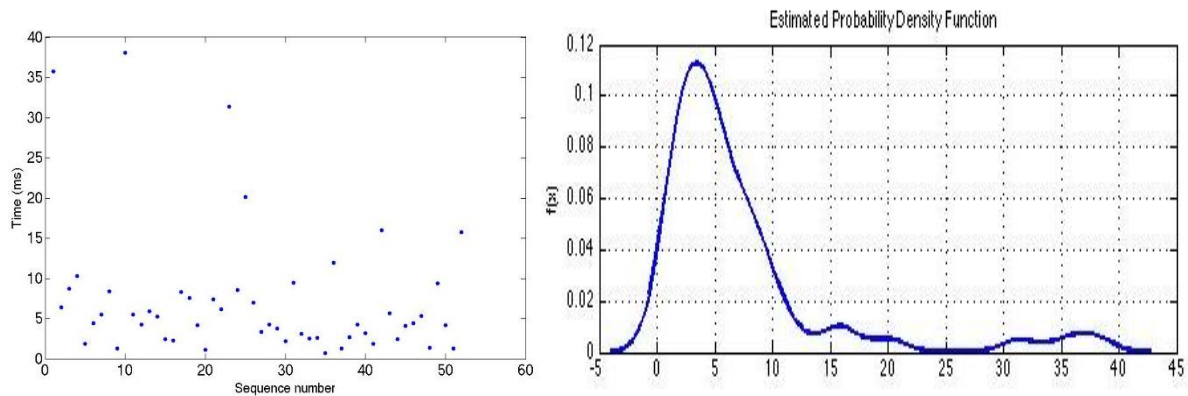 40
35
30
25
20
15
10
5
0
Time (ms)
0 10 20 30 40 50 60
Sequence number
Estimated Probability Density Function
0.12
0.1
0.08
0.06
0.04
0.02
0
f(x)
-5 0 5 10 15 20 25 30 35 40 45